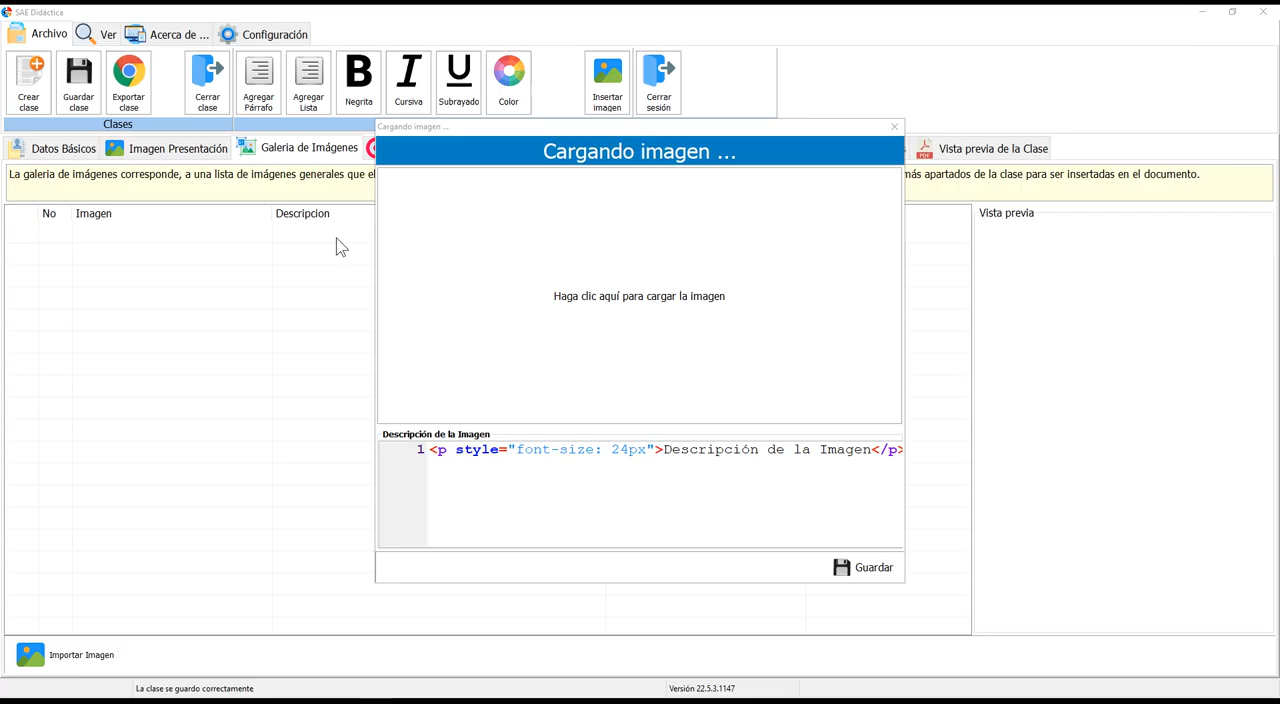 SAE Didáctica
Archivo
Ver
Acerca de ...
Configuración
Crear
clase
Guardar
clase
Exportar
clase
Cerrar
clase
Agregar
Párrafo
Agregar
Lista
B
Negrita
I
Cursiva
U
Subrayado
Color
Insertar
imagen
Cerrar
sesión
Clases
Cargando imagen ...
Cargando imagen ...
Datos Básicos
Imagen Presentación
Galeria de Imágenes
PDF
Vista previa de la Clase
La galeria de imágenes corresponde, a una lista de imágenes generales que el
más apartados de la clase para ser insertadas en el documento.
No
Imagen
Descripcion
Vista previa
Haga clic aquí para cargar la imagen
Descripción de la Imagen
1 <p style="font-size: 24px">Descripción de la Imagen</p>
Guardar
Importar Imagen
La clase se guardo correctamente
Versión 22.5.3.1147